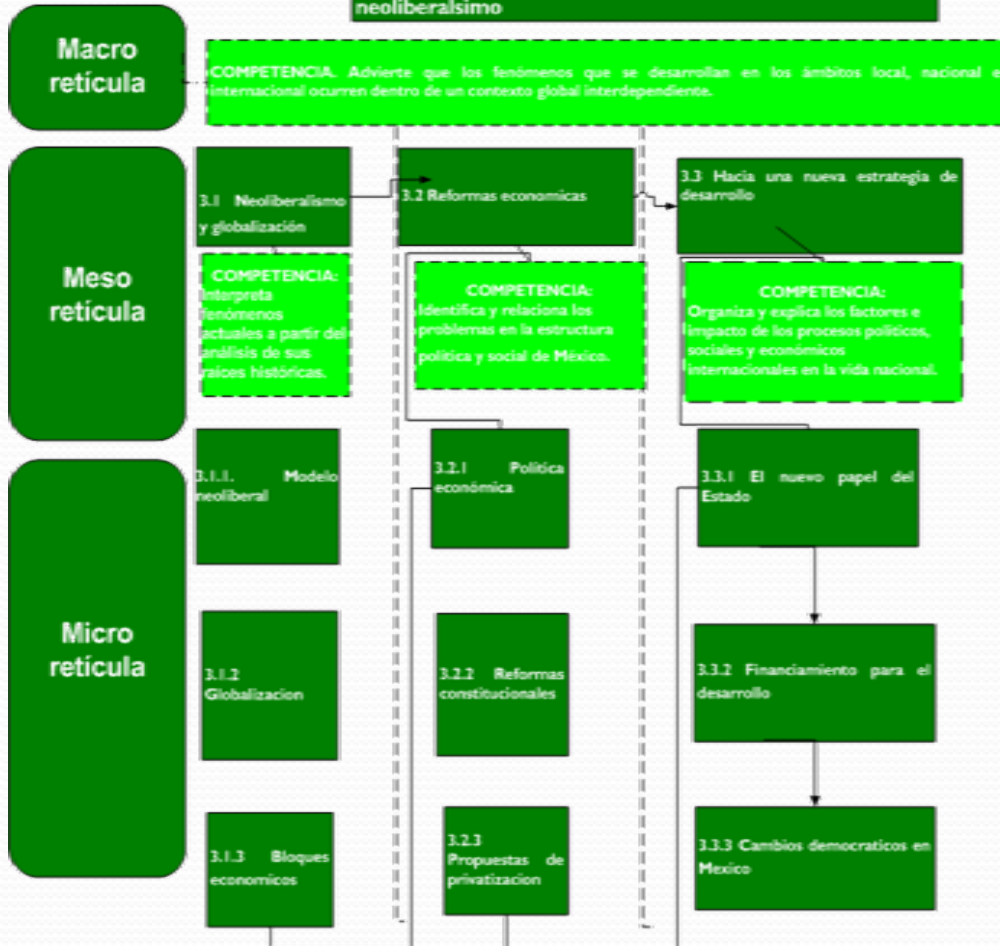 neoliberalsimo
Macro
retícula
COMPETENCIA. Advierte que los fenómenos que se desarrollan en los ámbitos local, nacional e
internacional ocurren dentro de un contexto global interdependiente.
Meso
retícula
3.1 Neoliberalismo
y globalización
3.2 Reformas economicas
3.3 Hacia una nueva estrategia de
desarrollo
COMPETENCIA:
Interpreta
fenómenos
actuales a partir del
análisis de sus
raíces históricas.
COMPETENCIA:
Identifica y relaciona los
problemas en la estructura
política y social de México.
COMPETENCIA:
Organiza y explica los factores e
impacto de los procesos políticos,
sociales y económicos
internacionales en la vida nacional.
Micro
retícula
3.1.1. Modelo
neoliberal
3.2.1 Política
económica
3.3.1 El nuevo papel del
Estado
3.1.2
Globalizacion
3.2.2 Reformas
constitucionales
3.3.2 Financiamiento para el
desarrollo
3.1.3 Bloques
economicos
3.2.3
Propuestas de
privatizacion
3.3.3 Cambios democraticos en
Mexico